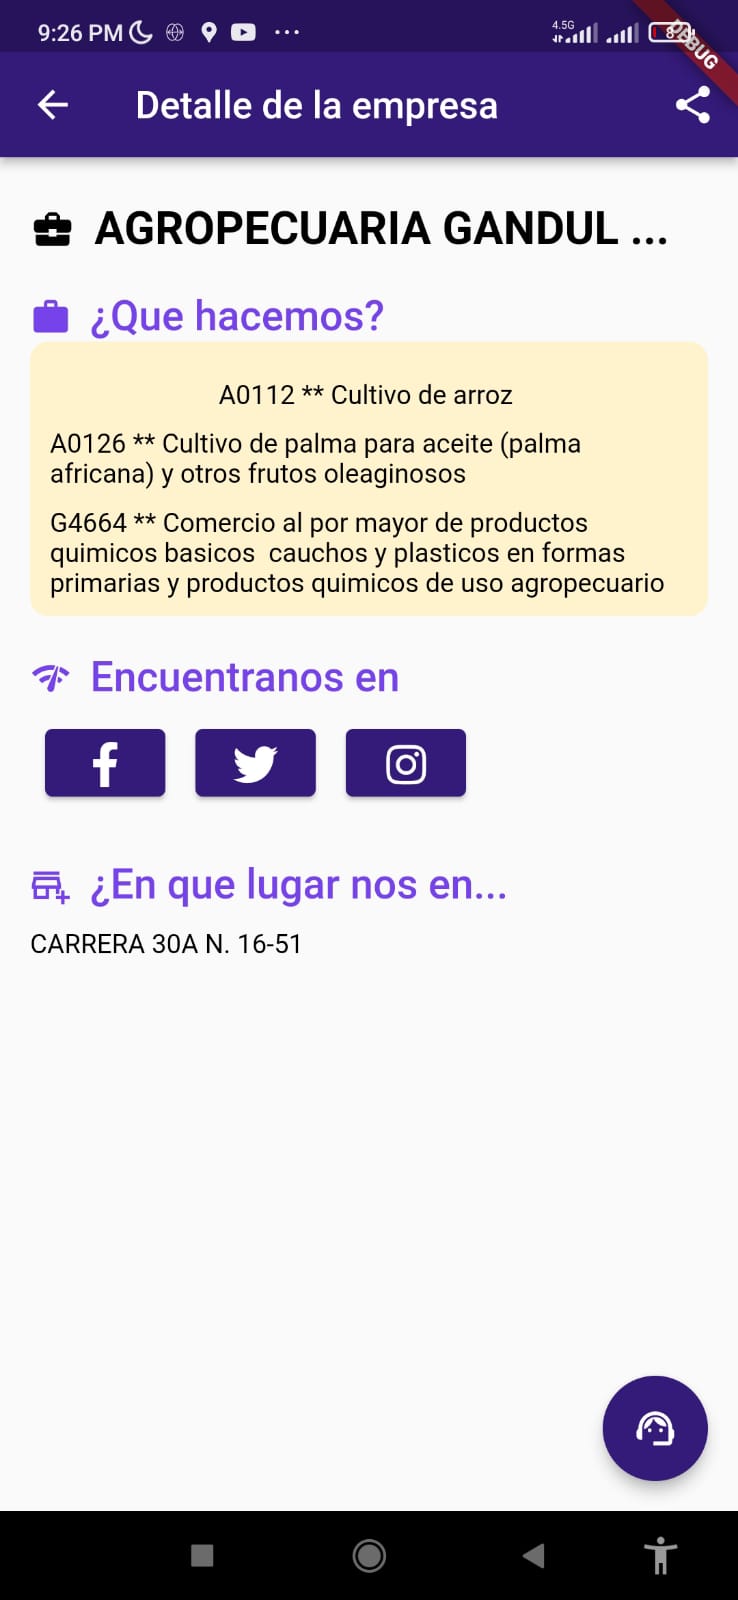 9:26 PM
4.5G
8
DEBUG
Detalle de la empresa
AGROPECUARIA GANDUL ...
¿Que hacemos?
A0112 ** Cultivo de arroz
A0126 ** Cultivo de palma para aceite (palma
africana) y otros frutos oleaginosos
G4664 ** Comercio al por mayor de productos
quimicos basicos  cauchos y plasticos en formas
primarias y productos quimicos de uso agropecuario
Encuentranos en
¿En que lugar nos en...
CARRERA 30A N. 16-51